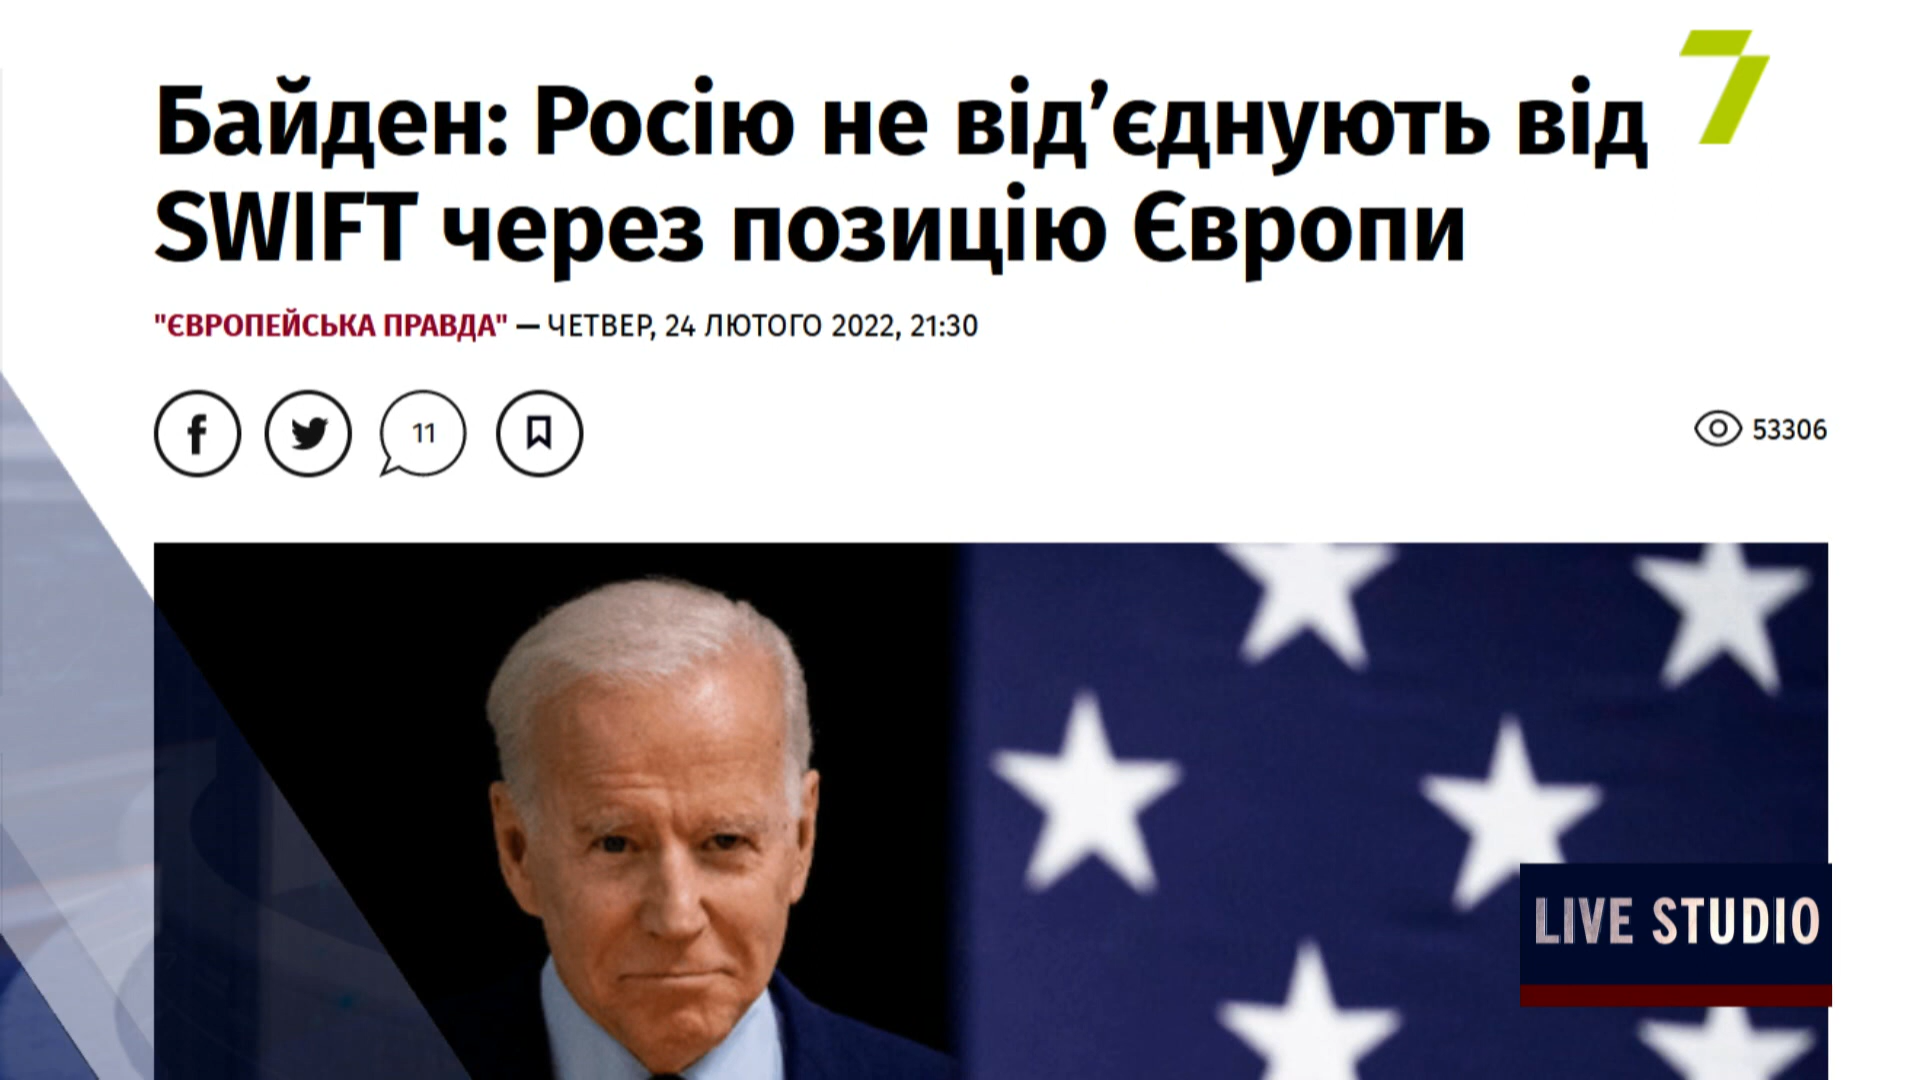 Байден: Росію не від’єднують від
SWIFT через позицію Європи
"ЄВРОПЕЙСЬКА ПРАВДА" — ЧЕТВЕР, 24 ЛЮТОГО 2022, 21:30
11
53306
7
LIVE STUDIO